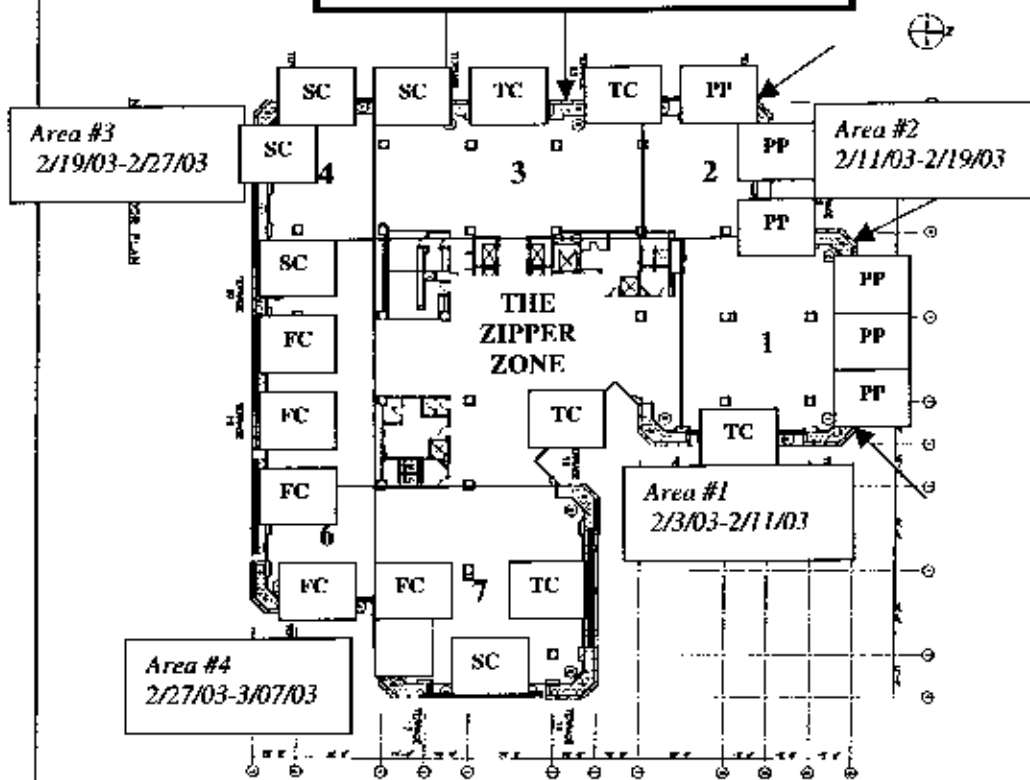 SC
SC
TC
TC
PP
Area #3
2/19/03-2/27/03
Area #2
2/11/03-2/19/03
SC
PP
4
3
2
PP
SC
PP
THE
ZIPPER
ZONE
FC
PP
1
FC
TC
PP
TC
FC
Area #1
2/3/03-2/11/03
6
FC
FC
7
TC
Area #4
2/27/03-3/07/03
SC